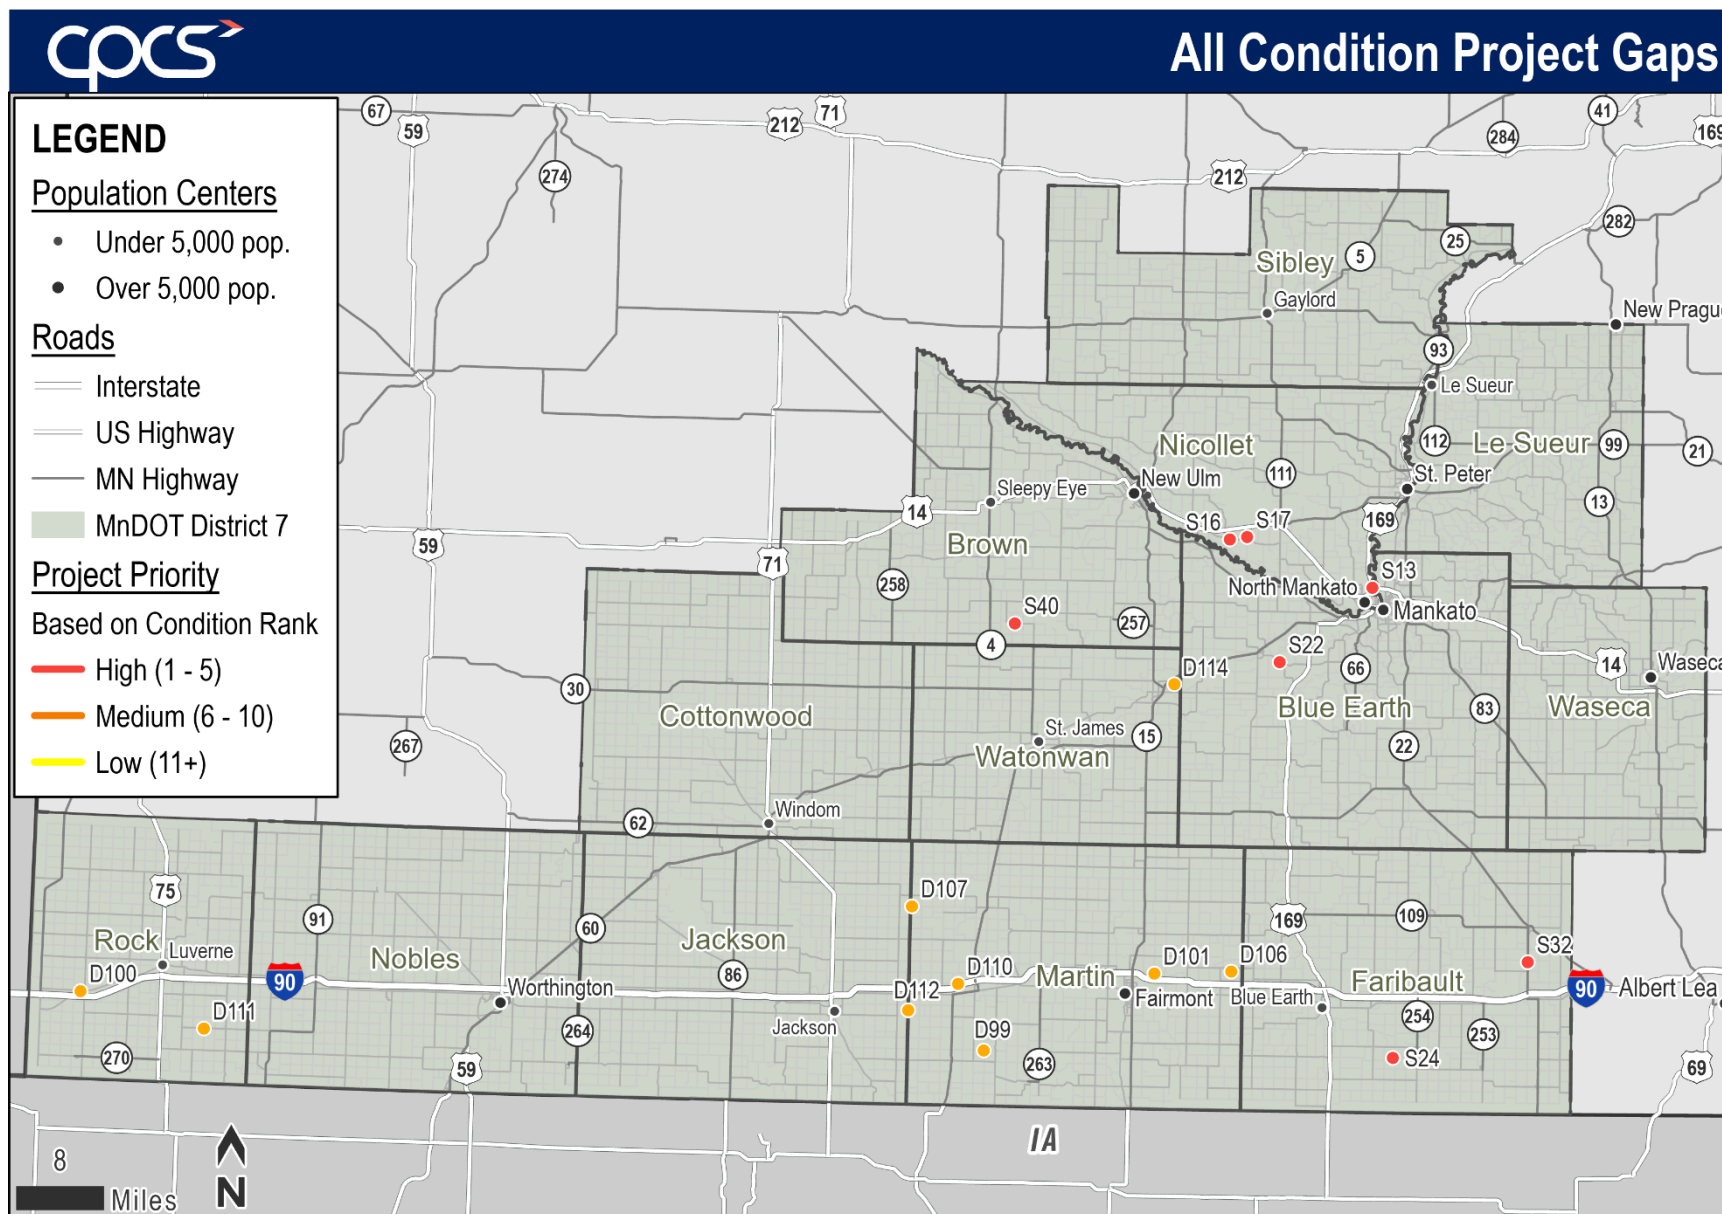 cpcs
All Condition Project Gaps
LEGEND
Population Centers
Under 5,000 pop.
Over 5,000 pop.
Roads
Interstate
US Highway
MN Highway
MnDOT District 7
Project Priority
Based on Condition Rank
High (1 - 5)
Medium (6 - 10)
Low (11+)
67
59
212
71
41
284
169
274
212
282
25
5
Sibley
Gaylord
New Prague
93
Le Sueur
Nicollet
112
Le Sueur
99
21
111
St. Peter
New Ulm
Sleepy Eye
13
14
169
S16
S17
59
Brown
71
258
S13
North Mankato
Mankato
S40
257
4
S22
14
Waseca
D114
66
30
Cottonwood
Blue Earth
83
Waseca
267
St. James
15
22
Watonwan
Windom
62
75
D107
91
109
169
60
Rock
Luverne
Nobles
Jackson
S32
D100
90
86
D110
Martin
D101
D106
Faribault
90
Albert Lea
Worthington
D112
Fairmont
Blue Earth
D111
264
Jackson
254
253
D99
270
59
263
S24
69
IA
8
Miles
N